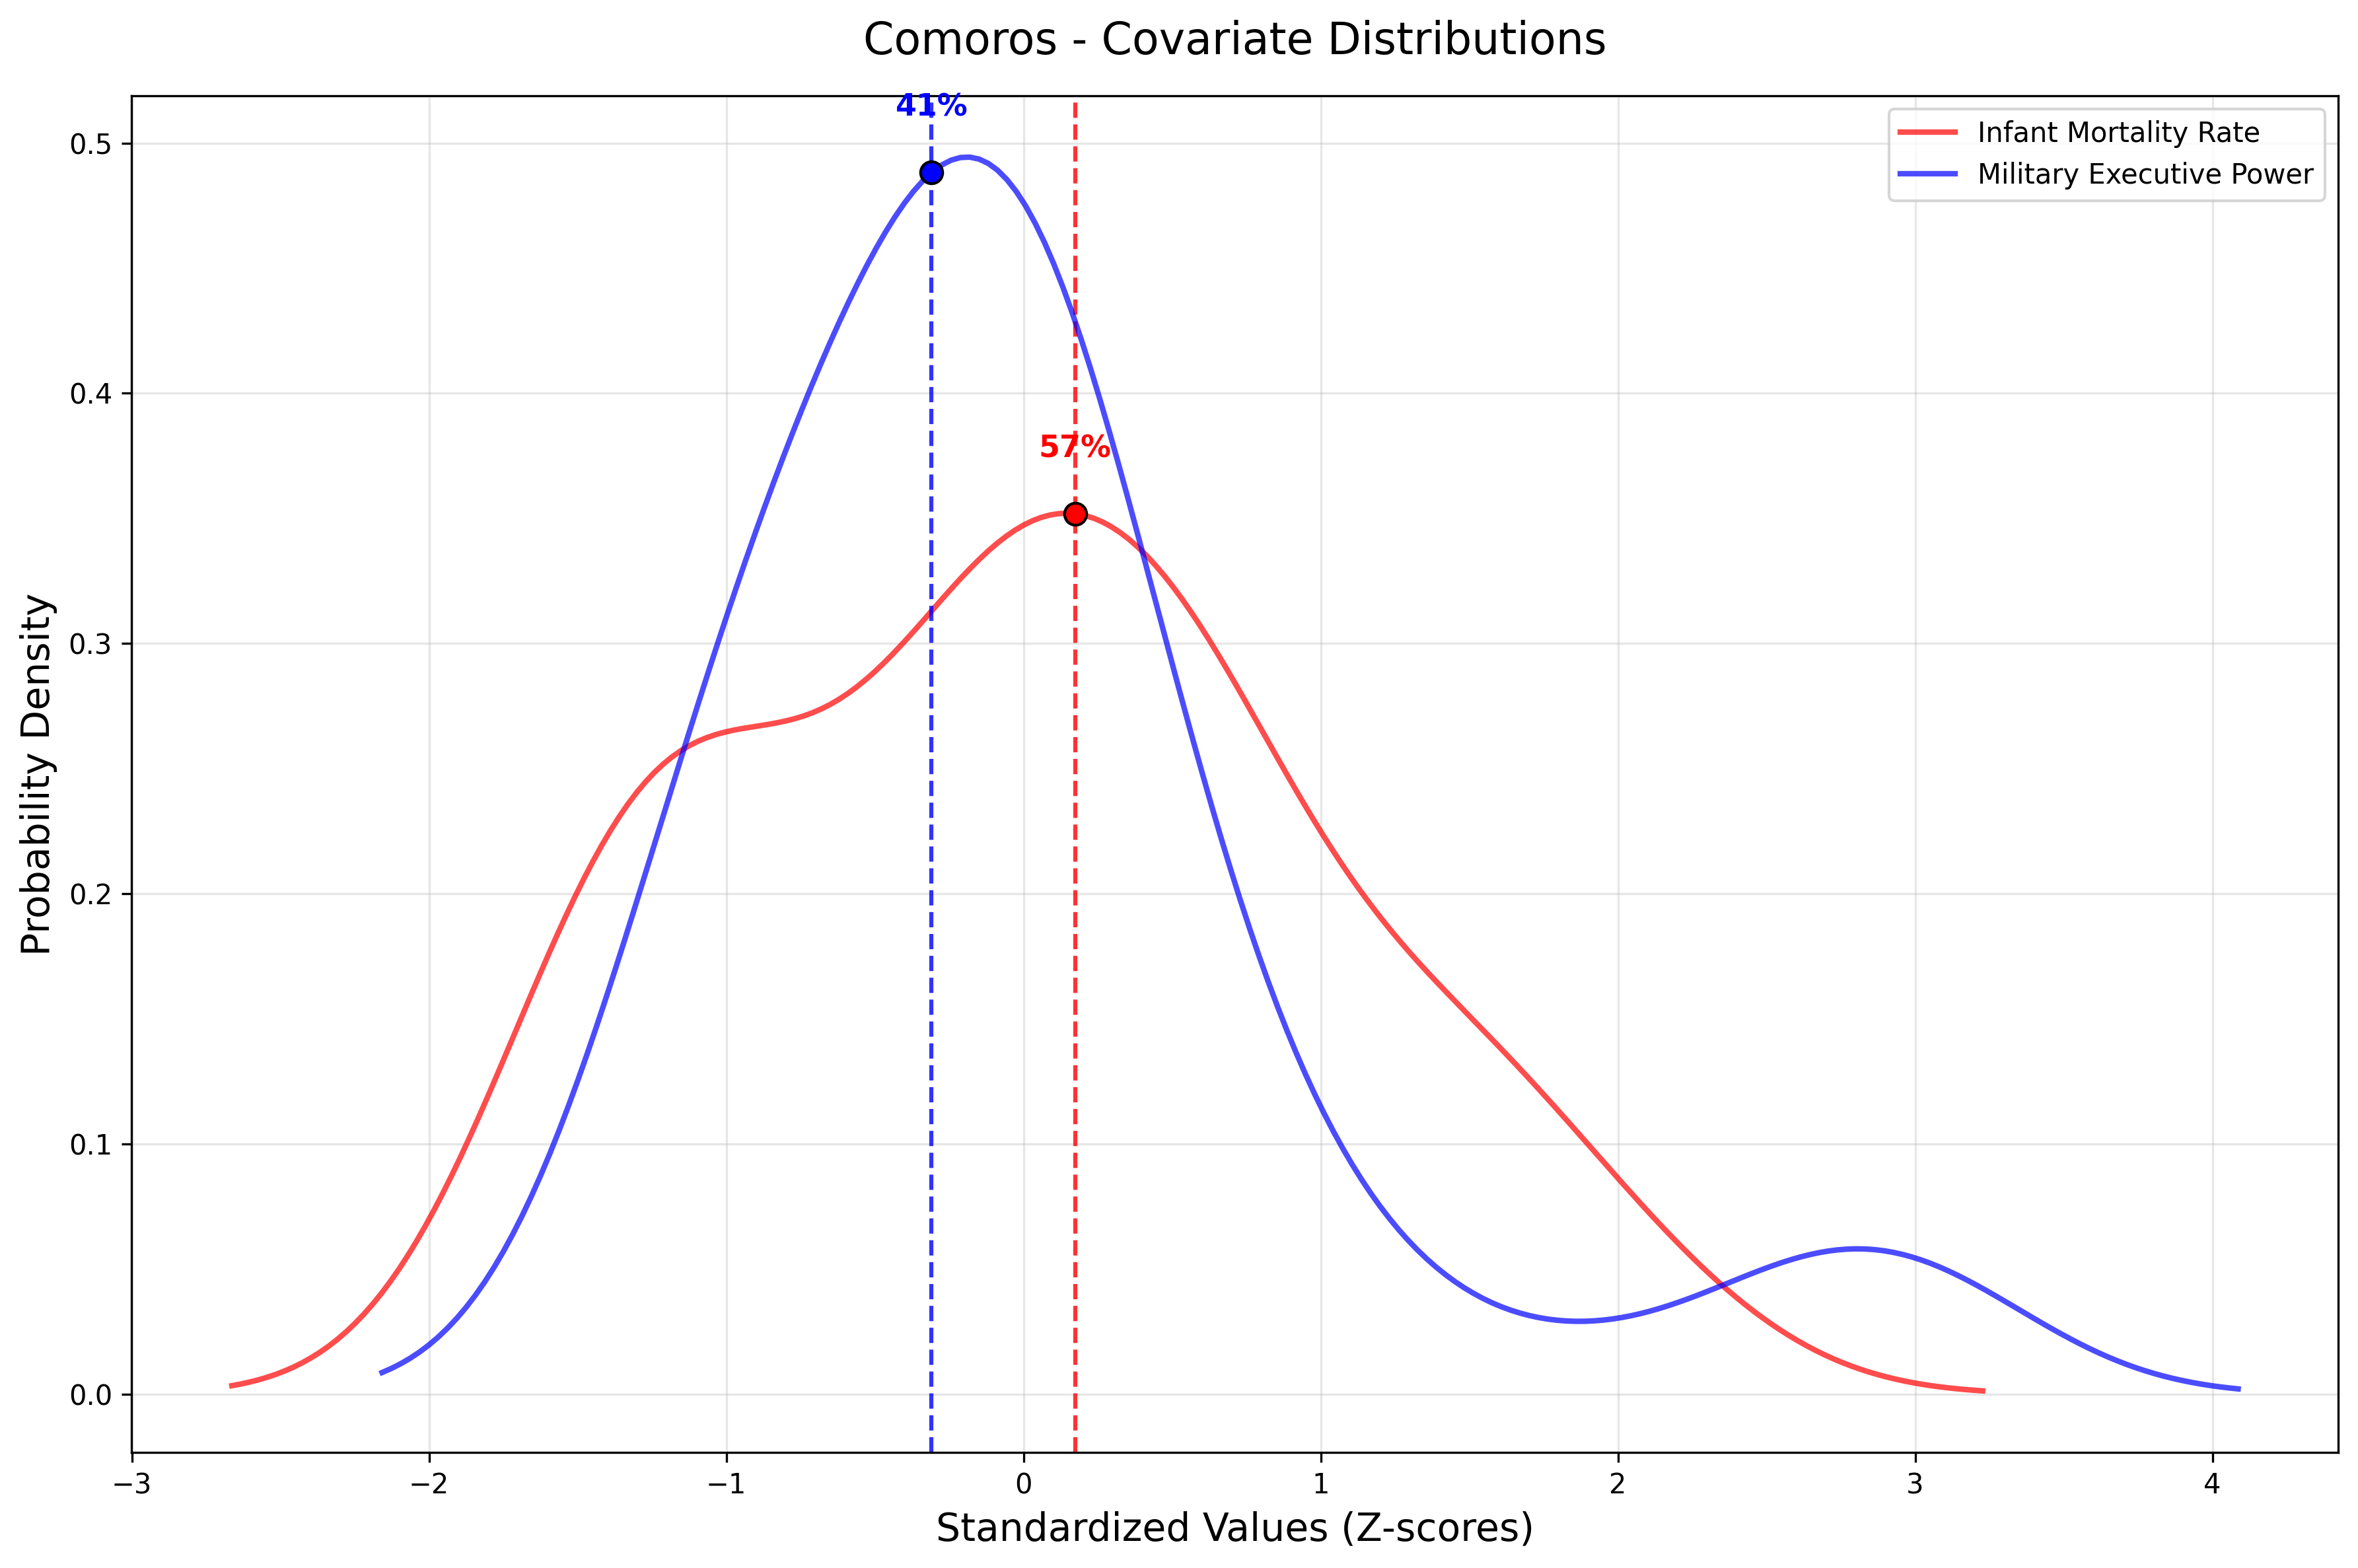 Comoros - Covariate Distributions
41%
57%
Infant Mortality Rate
Military Executive Power
Probability Density
0.5
0.4
0.3
0.2
0.1
0.0
−3 −2 −1 0 1 2 3 4
Standardized Values (Z-scores)